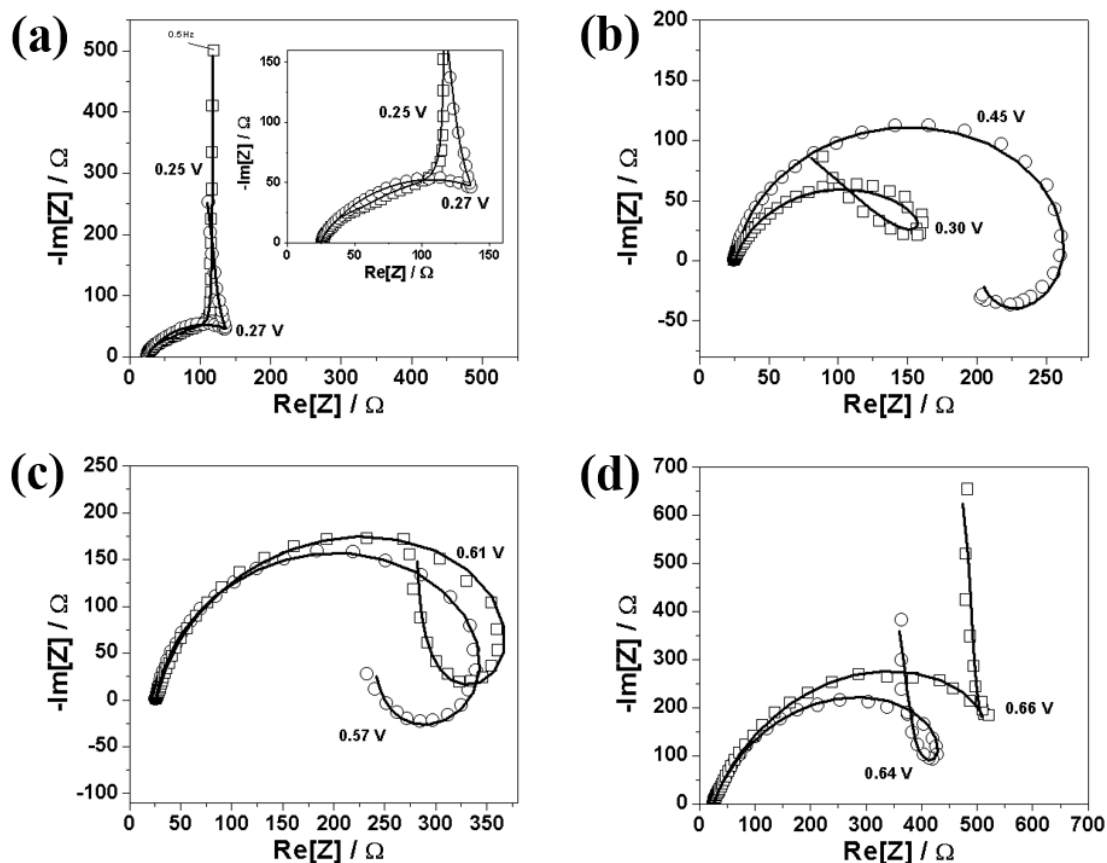 (a)
500
400
300
200
100
0
-Im[Z] / Ω
0.5Hz
0.25 V
0.27 V
0 100 200 300 400 500
Re[Z] / Ω
150
100
50
0
-Im[Z] / Ω
0.25 V
0.27 V
0 50 100 150
Re[Z] / Ω
(b)
200
150
100
50
0
-50
-Im[Z] / Ω
0.45 V
0.30 V
0 50 100 150 200 250
Re[Z] / Ω
(c)
250
200
150
100
50
0
-50
-100
-Im[Z] / Ω
0.61 V
0.57 V
0 50 100 150 200 250 300 350
Re[Z] / Ω
(d)
700
600
500
400
300
200
100
0
-Im[Z] / Ω
0.66 V
0.64 V
0 100 200 300 400 500 600 700
Re[Z] / Ω